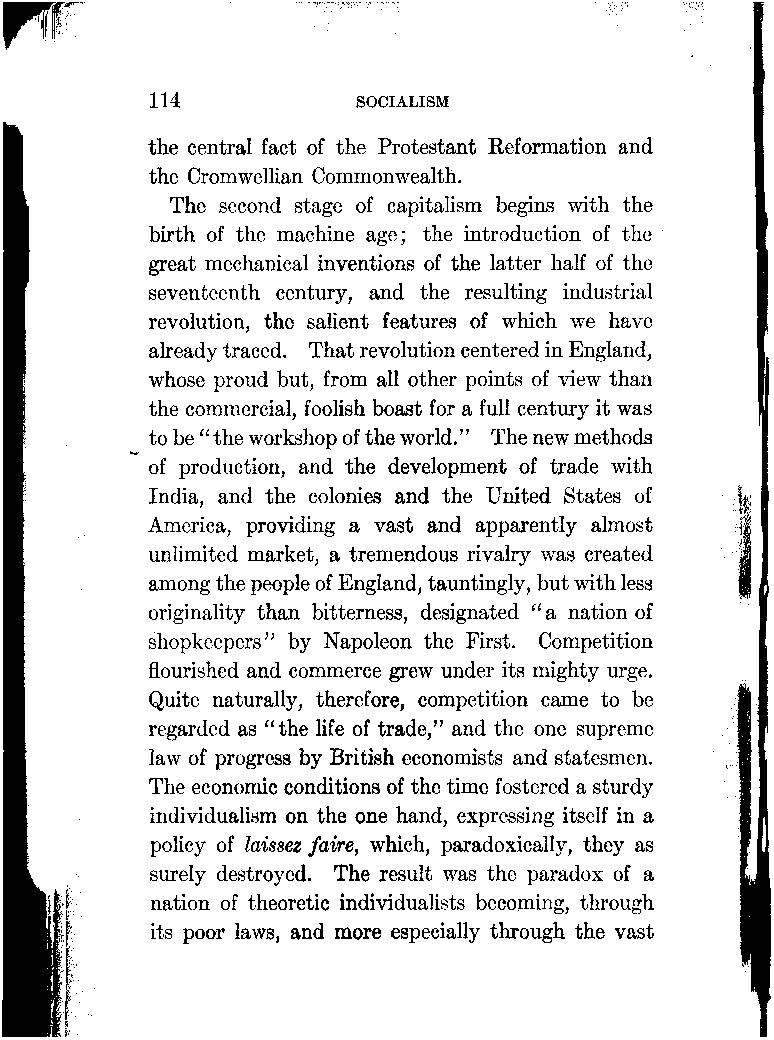 114 SOCIALISM
the central fact of the Protestant Reformation and
the Cromwellian Commonwealth.
The second stage of capitalism begins with the
birth of the machine age; the introduction of the
great mechanical inventions of the latter half of the
seventeenth century, and the resulting industrial
revolution, the salient features of which we have
already traced. That revolution centered in England,
whose proud but, from all other points of view than
the commercial, foolish boast for a full century it was
to be "the workshop of the world." The new methods
of production, and the development of trade with
India, and the colonies and the United States of
America, providing a vast and apparently almost
unlimited market, a tremendous rivalry was created
among the people of England, tauntingly, but with less
originality than bitterness, designated "a nation of
shopkeepers" by Napoleon the First. Competition
flourished and commerce grew under its mighty urge.
Quite naturally, therefore, competition came to be
regarded as "the life of trade," and the one supreme
law of progress by British economists and statesmen.
The economic conditions of the time fostered a sturdy
individualism on the one hand, expressing itself in a
policy of laissez faire, which, paradoxically, they as
surely destroyed. The result was the paradox of a
nation of theoretic individualists becoming, through
its poor laws, and more especially through the vast